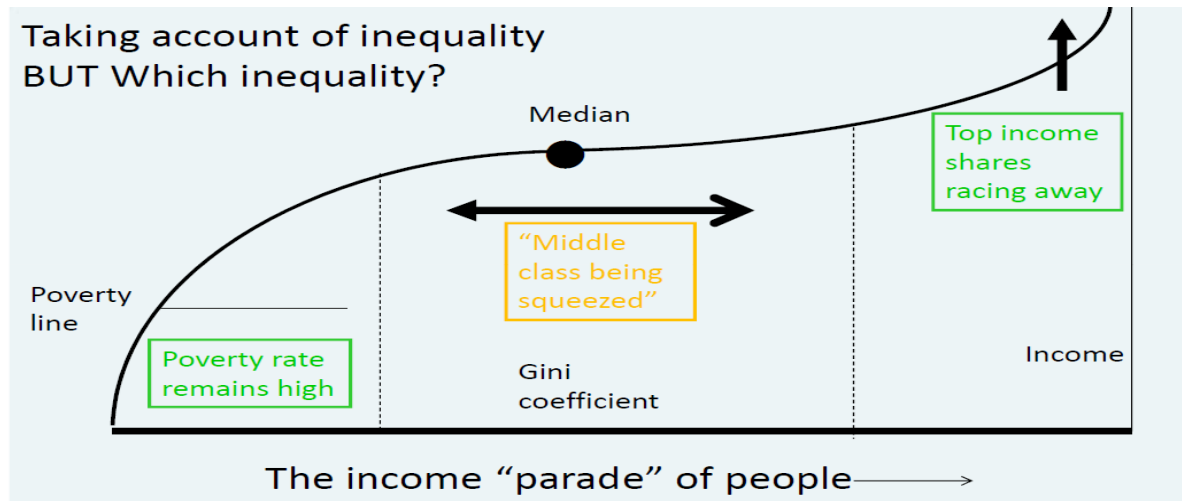 Taking account of inequality
BUT Which inequality?
Median
Top income
shares
racing away
“Middle
class being
squeezed”
Poverty
line
Poverty rate
remains high
Gini
coefficient
Income
The income “parade” of people